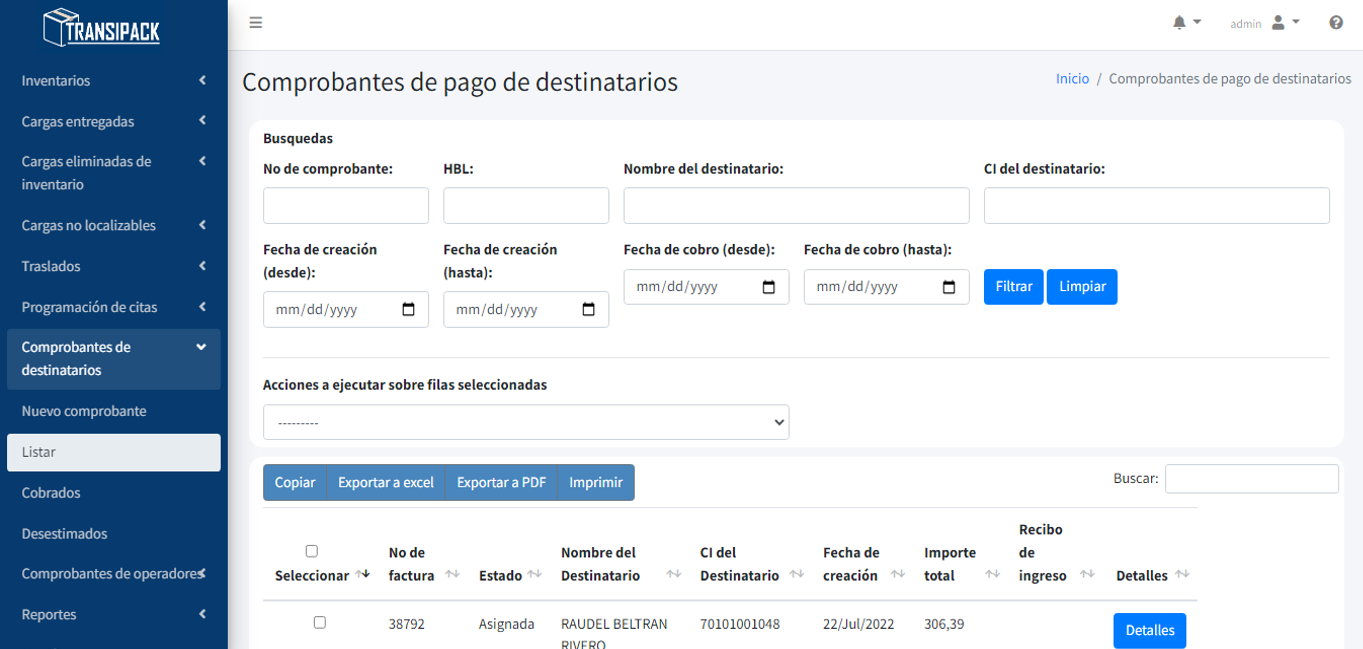 TRANSIPACK
admin
Inventarios
Cargas entregadas
Cargas eliminadas de
inventario
Cargas no localizables
Traslados
Programación de citas
Comprobantes de
destinatarios
Nuevo comprobante
Listar
Cobrados
Desestimados
Comprobantes de operadores
Reportes
Comprobantes de pago de destinatarios
Inicio / Comprobantes de pago de destinatarios
Busquedas
No de comprobante: HBL: Nombre del destinatario: CI del destinatario:
Fecha de creación
(desde):
Fecha de creación
(hasta):
Fecha de cobro (desde): Fecha de cobro (hasta):
mm/dd/yyyy mm/dd/yyyy mm/dd/yyyy mm/dd/yyyy
Filtrar Limpiar
Acciones a ejecutar sobre filas seleccionadas
---------
Copiar Exportar a excel Exportar a PDF Imprimir
Buscar:
Seleccionar
No de
factura
Estado
Nombre del
Destinatario
CI del
Destinatario
Fecha de
creación
Importe
total
Recibo
de
ingreso
Detalles
38792 Asignada RAUDEL BELTRAN 70101001048 22/Jul/2022 306,39 Detalles
RIVERO